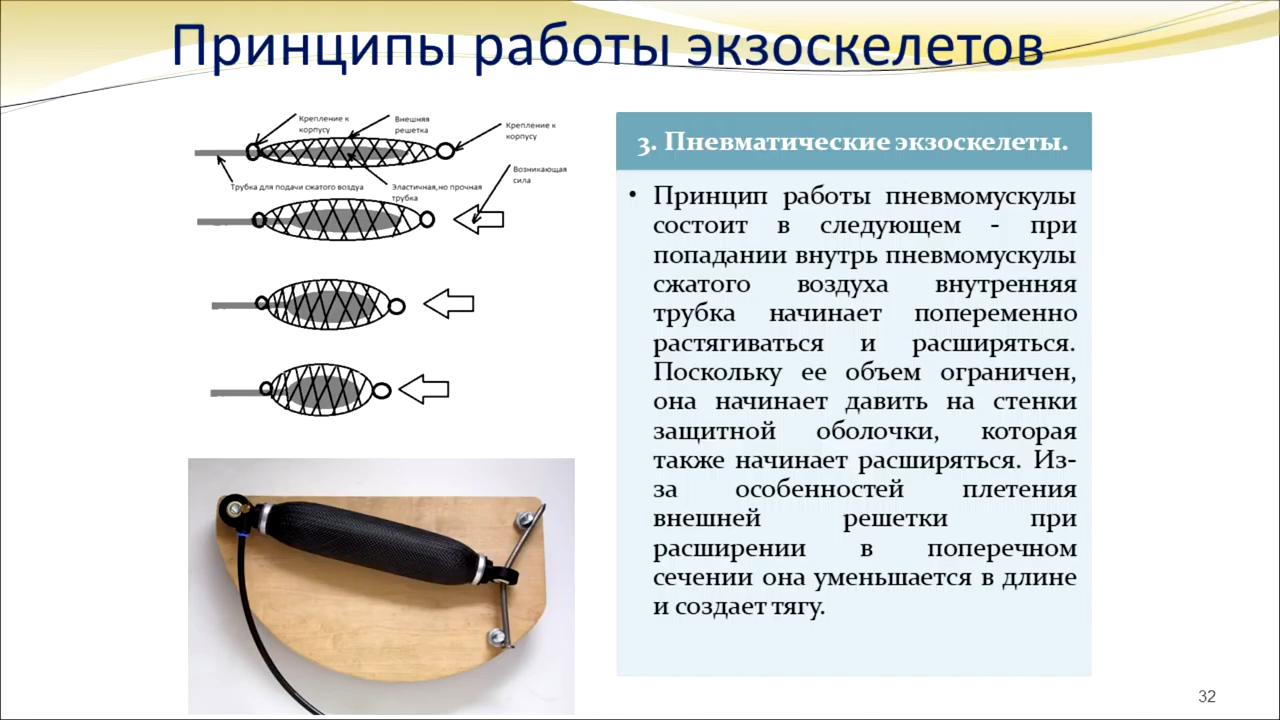 Принципы работы экзоскелетов
Крепление к
корпусу
Внешняя
решетка
Крепление к
корпусу
Возникающая
сила
Трубка для подачи сжатого воздуха
Эластичная,но прочная
трубка
3. Пневматические экзоскелеты.
• Принцип работы пневмомускулы
состоит в следующем - при
попадании внутрь пневмомускулы
сжатого воздуха внутренняя
трубка начинает попеременно
растягиваться и расширяться.
Поскольку ее объем ограничен,
она начинает давить на стенки
защитной оболочки, которая
также начинает расширяться. Из-
за особенностей плетения
внешней решетки при
расширении в поперечном
сечении она уменьшается в длине
и создает тягу.
32